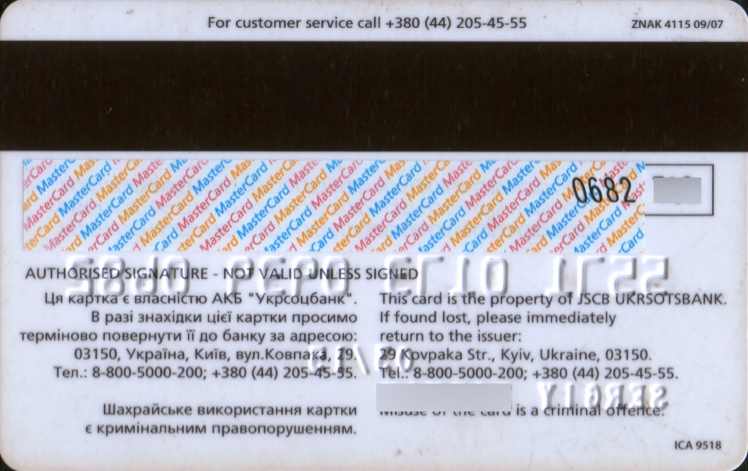 For customer service call +380 (44) 205-45-55
ZNAK 4115 09/07
MasterCard
0682
AUTHORISED SIGNATURE - NOT VALID UNLESS SIGNED
Ця картка є власністю АКБ "Укрсоцбанк".
В разі знахідки цієї картки просимо
терміново повернути її до банку за адресою:
03150, Україна, Київ, вул.Ковпака, 29.
Тел.: 8-800-5000-200; +380 (44) 205-45-55.
Шахрайське використання картки
є кримінальним правопорушенням.
This card is the property of JSCB UKRSOTSBANK.
If found lost, please immediately
return to the issuer:
29 Kovpaka Str., Kyiv, Ukraine, 03150.
Tel.: 8-800-5000-200; +380 (44) 205-45-55.
SERGIY
Misuse of the card is a criminal offence.
ICA 9518